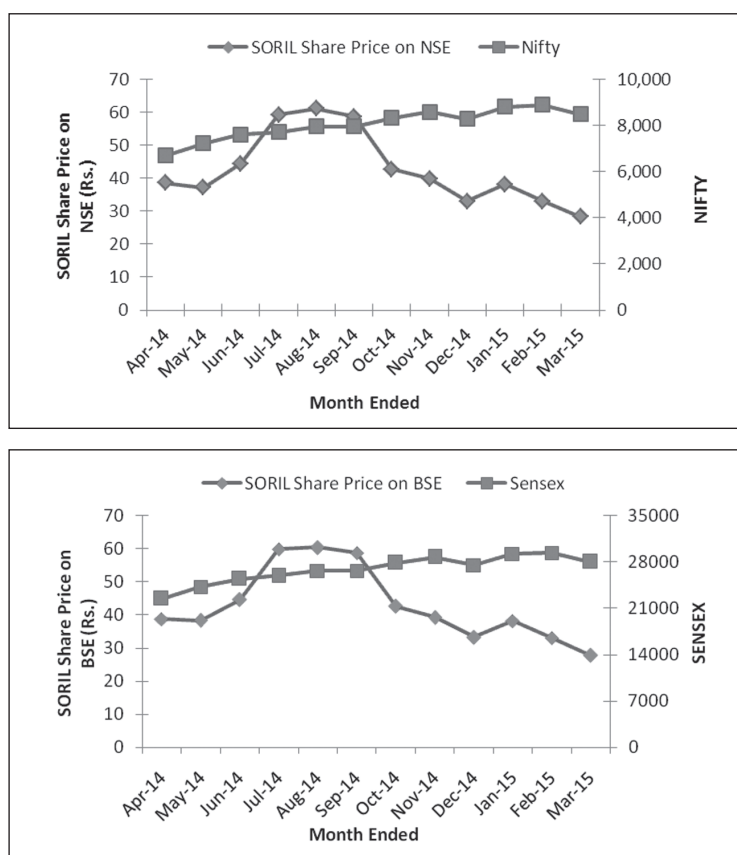 SORIL Share Price on NSE Nifty
70
60
50
40
30
20
10
0
10,000
8,000
6,000
4,000
2,000
0
SORIL Share Price on
NSE (Rs.)
NIFTY
Apr-14
May-14
Jun-14
Jul-14
Aug-14
Sep-14
Oct-14
Nov-14
Dec-14
Jan-15
Feb-15
Mar-15
Month Ended
SORIL Share Price on BSE Sensex
70
60
50
40
30
20
10
0
35000
28000
21000
14000
7000
0
SORIL Share Price on
BSE (Rs.)
SENSEX
Apr-14
May-14
Jun-14
Jul-14
Aug-14
Sep-14
Oct-14
Nov-14
Dec-14
Jan-15
Feb-15
Mar-15
Month Ended